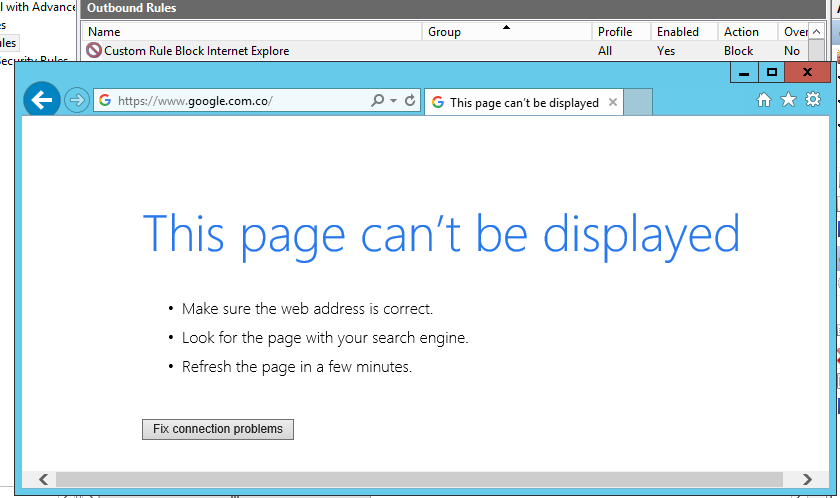 l with Advance
Outbound Rules
es
Name Group Profile Enabled Action Over
ules
Custom Rule Block Internet Explore All Yes Block No
Security Rules
https://www.google.com.co/ This page can't be displayed
This page can't be displayed
• Make sure the web address is correct.
• Look for the page with your search engine.
• Refresh the page in a few minutes.
Fix connection problems